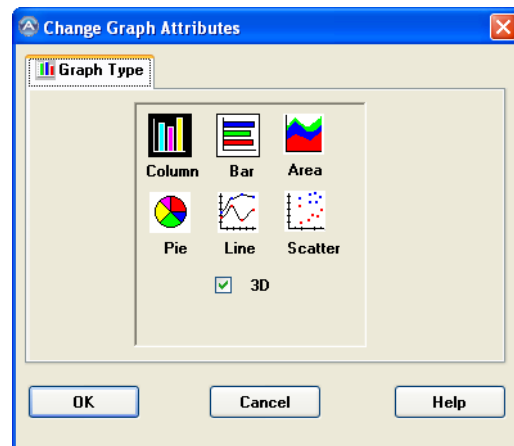 Change Graph Attributes
Graph Type
Column Bar Area
Pie Line Scatter
3D
OK Cancel Help